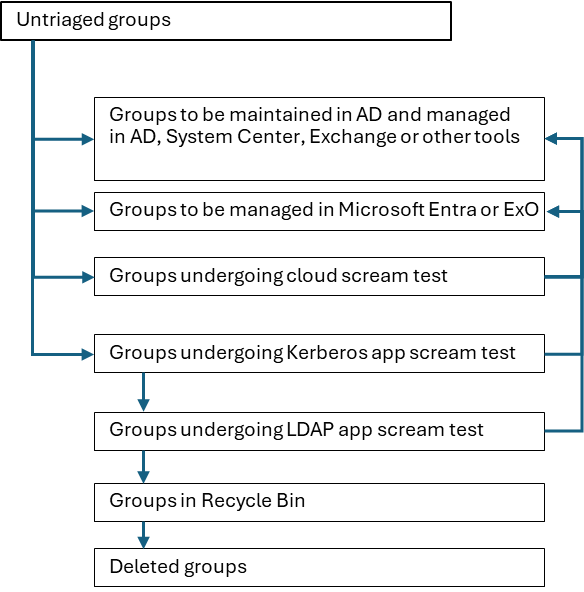 Untriaged groups
Groups to be maintained in AD and managed
in AD, System Center, Exchange or other tools
Groups to be managed in Microsoft Entra or ExO
Groups undergoing cloud scream test
Groups undergoing Kerberos app scream test
Groups undergoing LDAP app scream test
Groups in Recycle Bin
Deleted groups